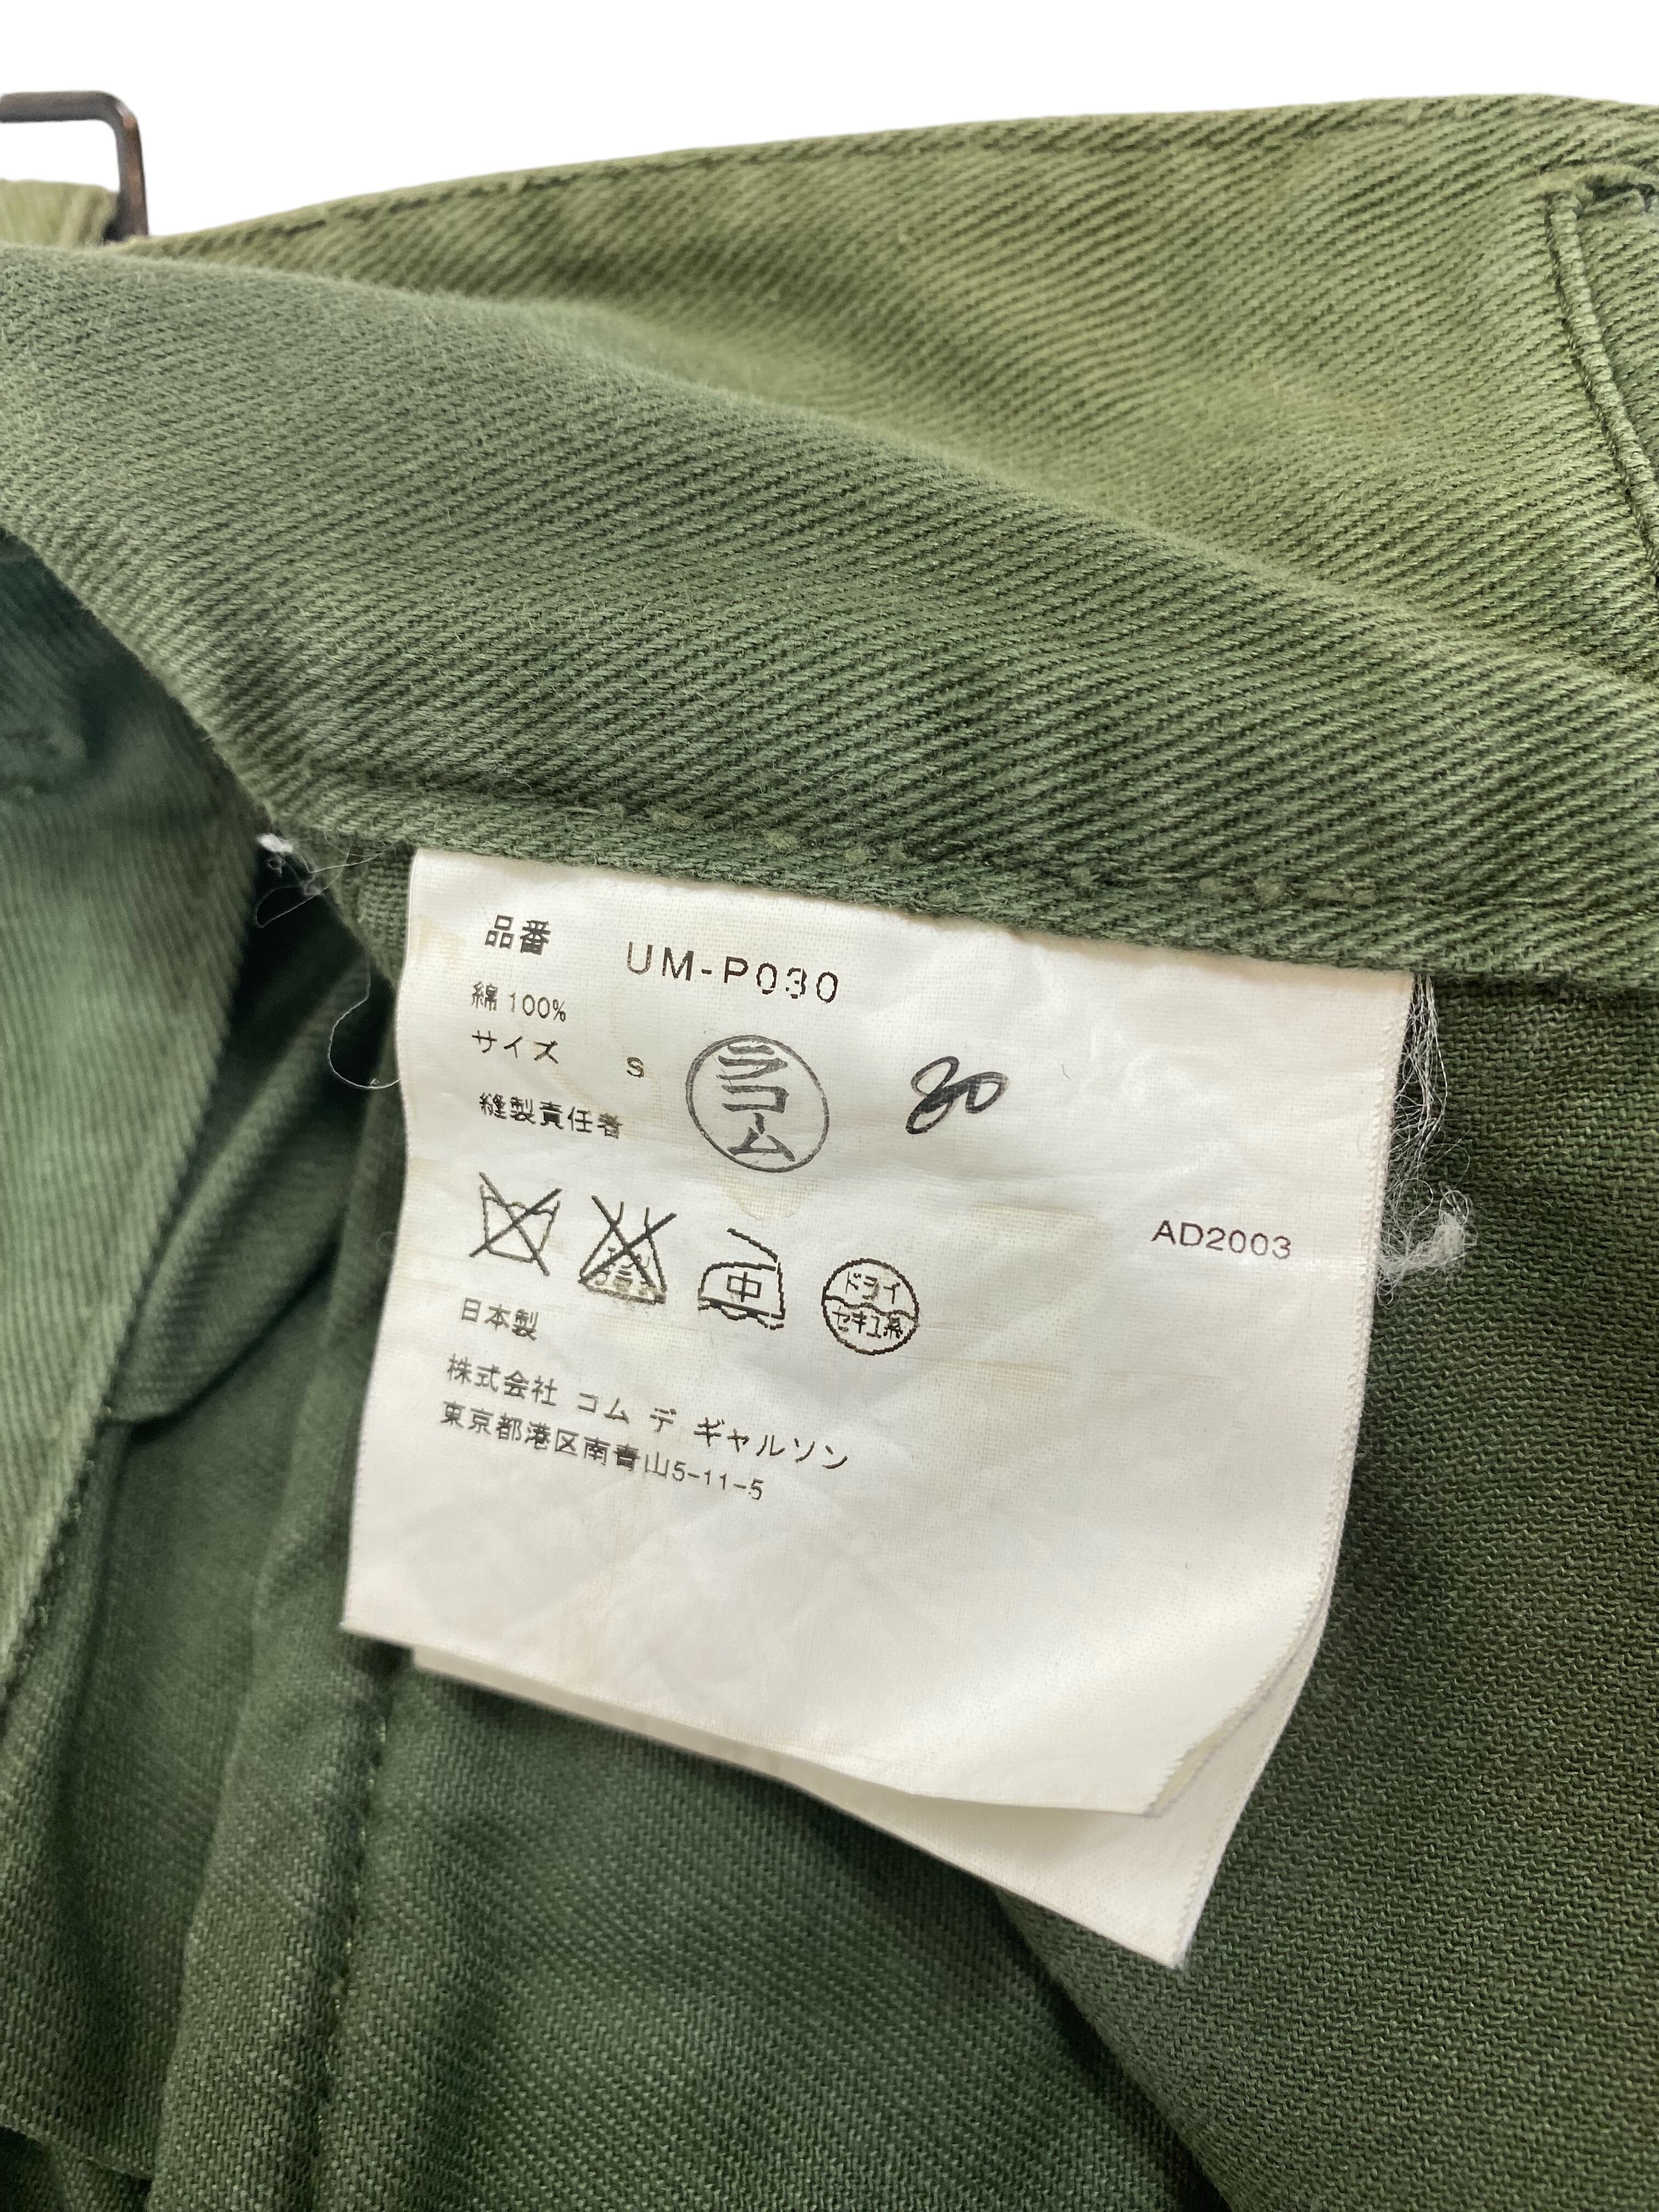 品番 UM-P030
綿 100%
サイズ S
縫製責任者
ラコーム
AD2003
中
ドライ
セキユ系
日本製
株式会社 コム デ ギャルソン
東京都港区南青山5-11-5